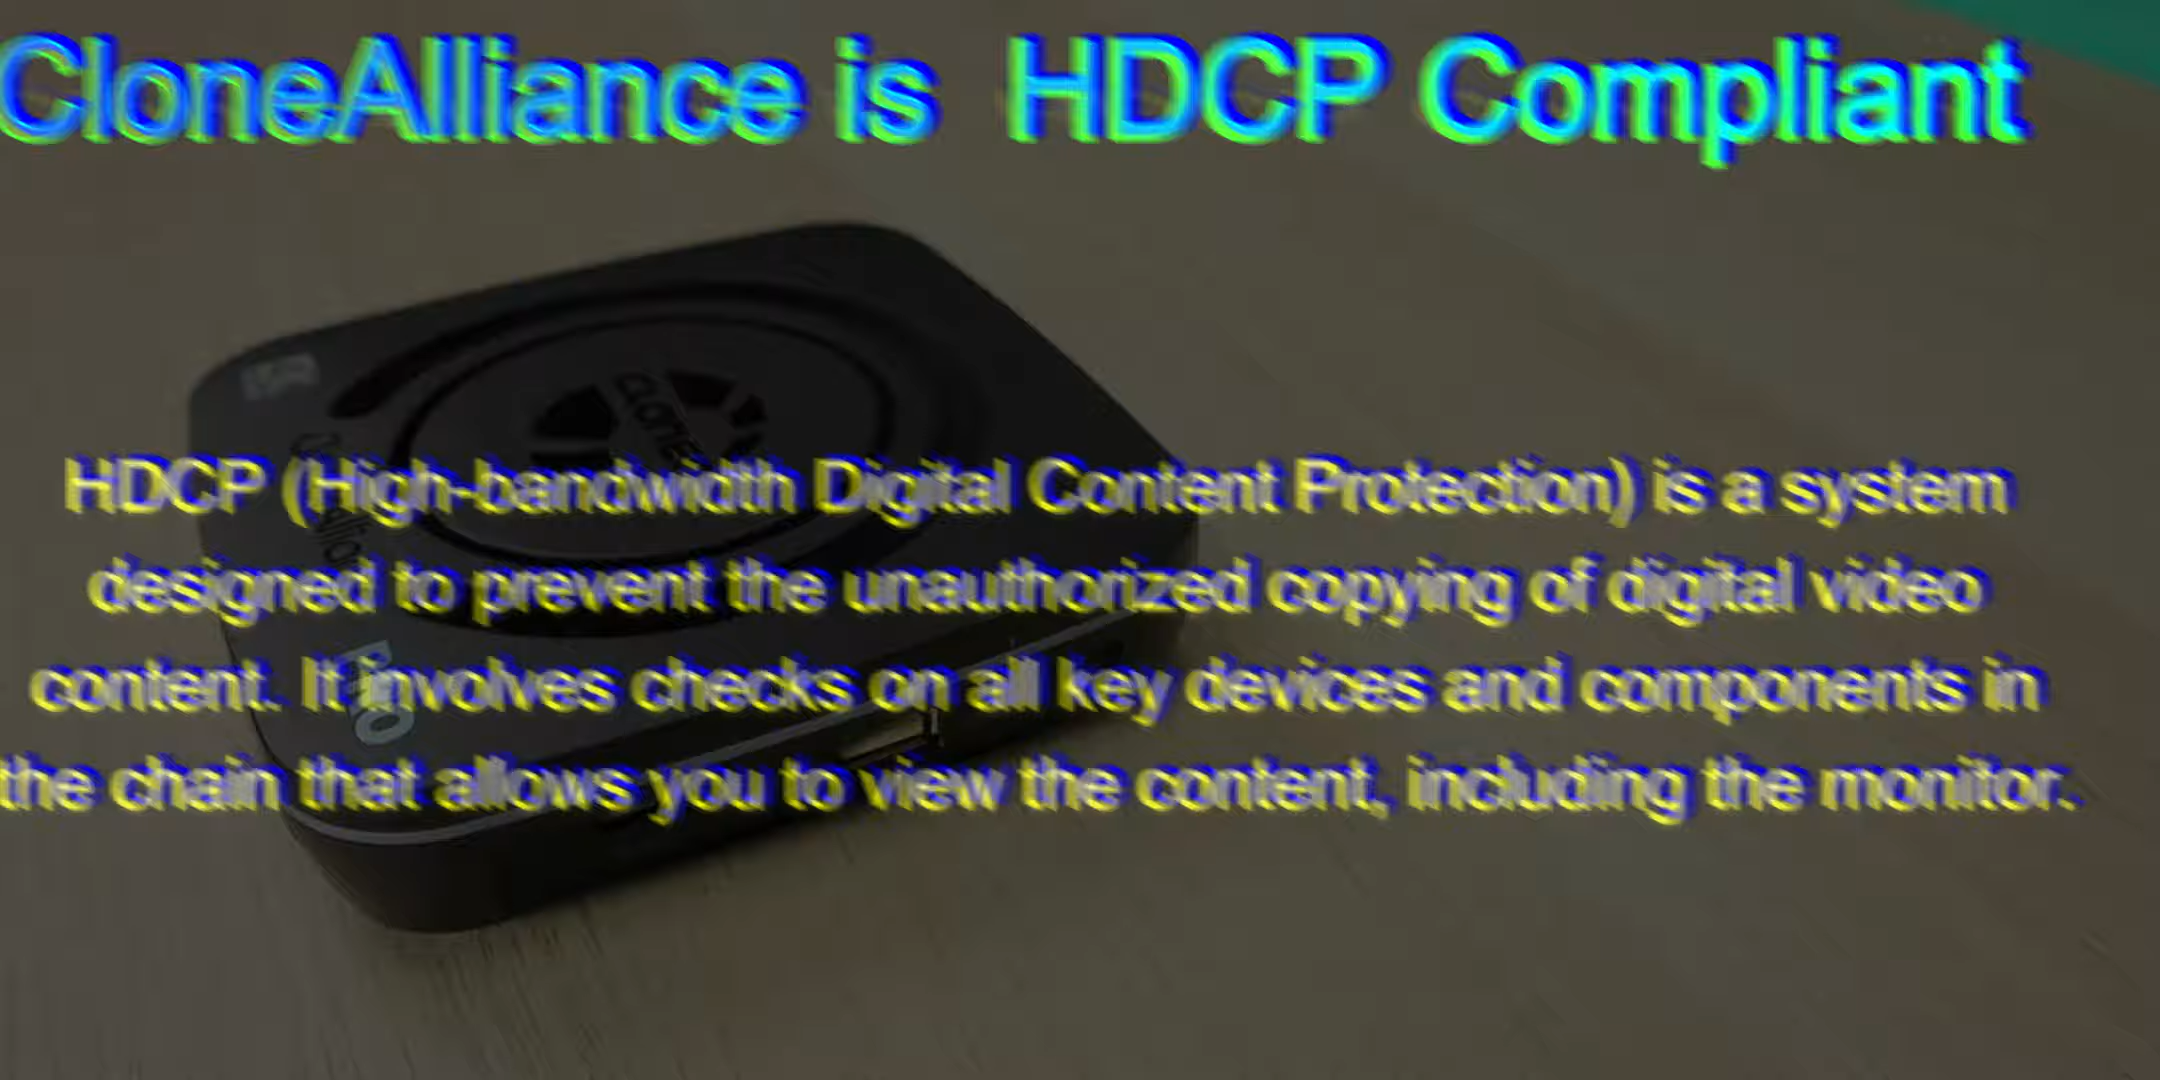 CloneAlliance is  HDCP Compliant
HDCP (High-bandwidth Digital Content Protection) is a system
designed to prevent the unauthorized copying of digital video
content. It involves checks on all key devices and components in
the chain that allows you to view the content, including the monitor.
PRO